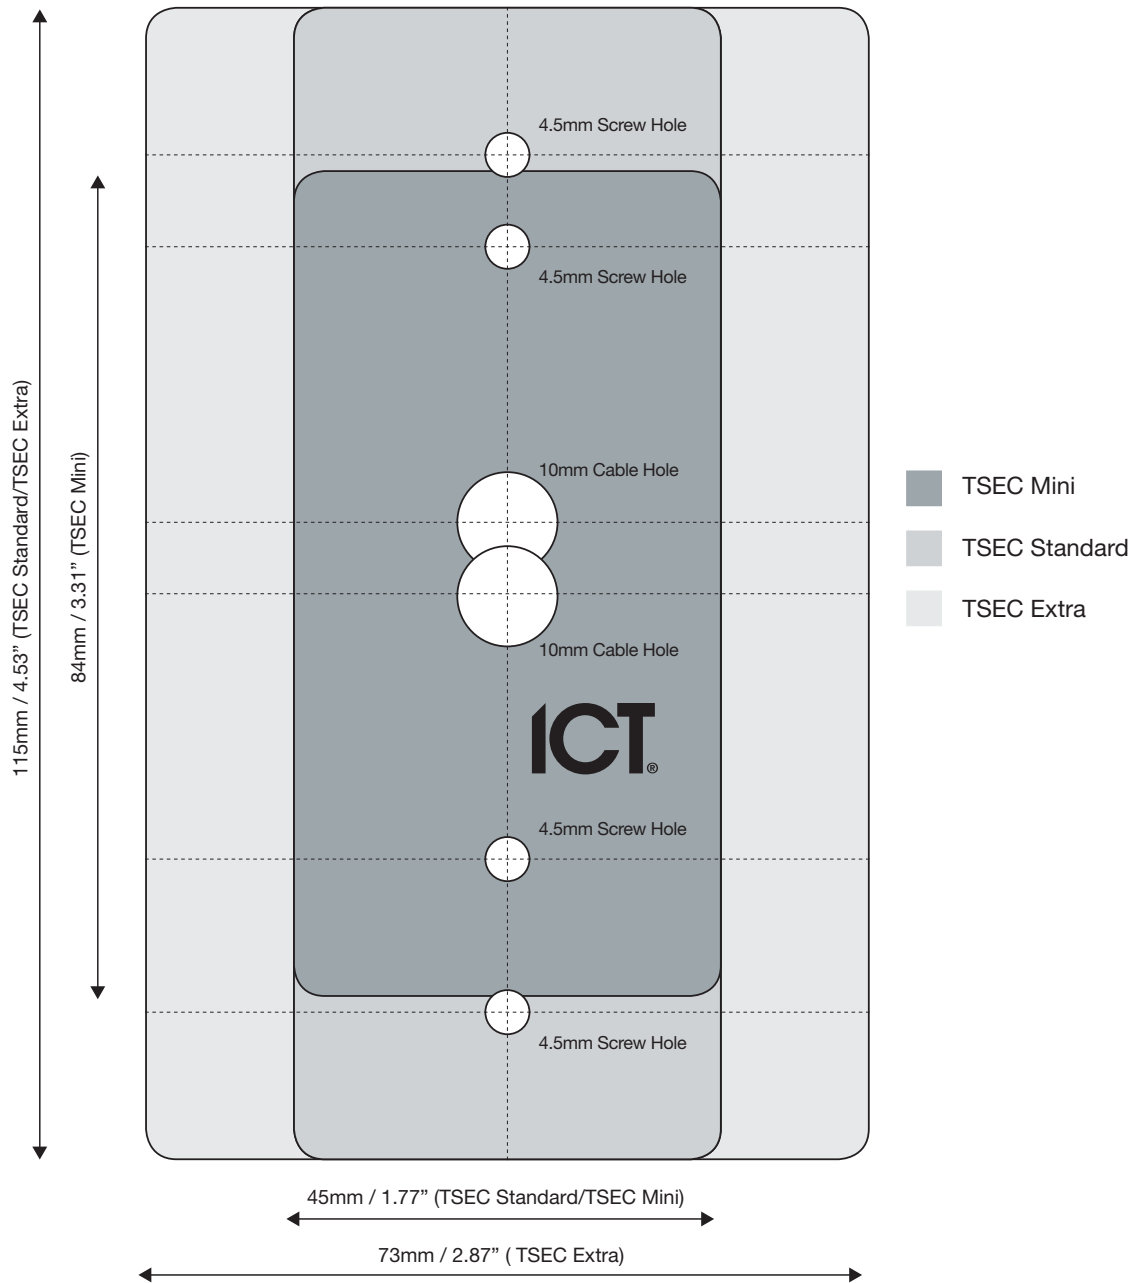 4.5mm Screw Hole
4.5mm Screw Hole
10mm Cable Hole
10mm Cable Hole
ICT®
4.5mm Screw Hole
4.5mm Screw Hole
115mm / 4.53” (TSEC Standard/TSEC Extra)
84mm / 3.31” (TSEC Mini)
TSEC Mini
TSEC Standard
TSEC Extra
45mm / 1.77” (TSEC Standard/TSEC Mini)
73mm / 2.87” ( TSEC Extra)